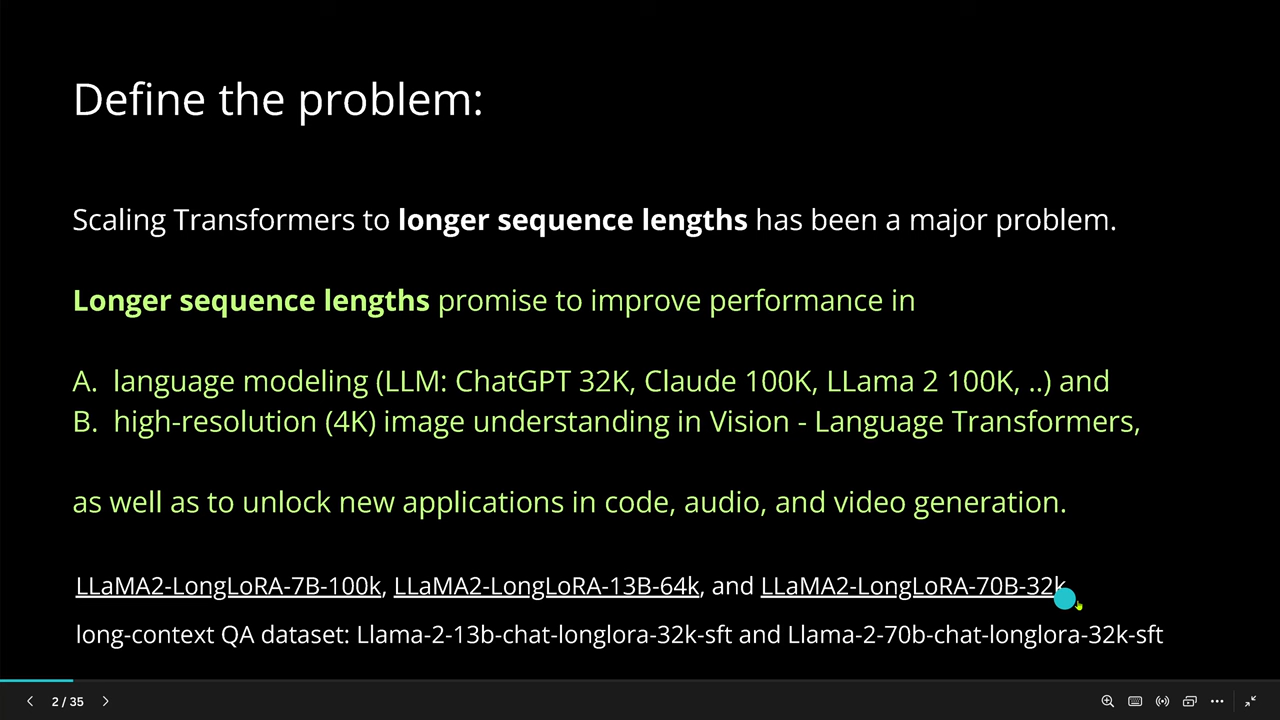 Define the problem:
Scaling Transformers to longer sequence lengths has been a major problem.
Longer sequence lengths promise to improve performance in
A. language modeling (LLM: ChatGPT 32K, Claude 100K, LLama 2 100K, ..) and
B. high-resolution (4K) image understanding in Vision - Language Transformers,
as well as to unlock new applications in code, audio, and video generation.
LLaMA2-LongLoRA-7B-100k, LLaMA2-LongLoRA-13B-64k, and LLaMA2-LongLoRA-70B-32k
long-context QA dataset: Llama-2-13b-chat-longlora-32k-sft and Llama-2-70b-chat-longlora-32k-sft
2 / 35